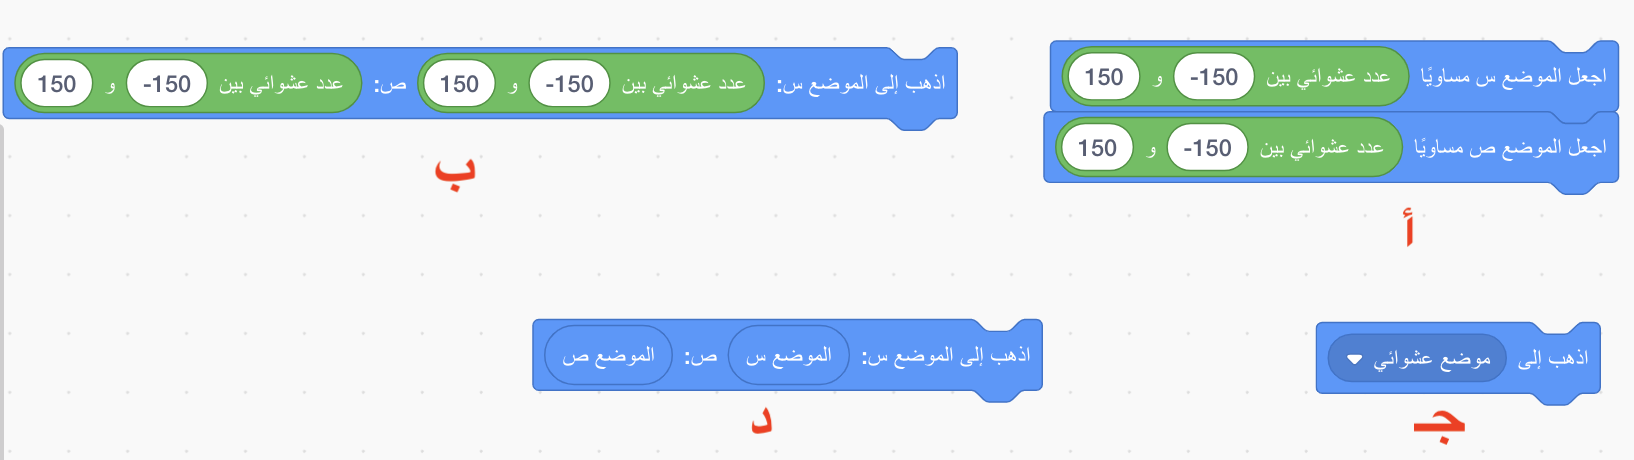 اجعل الموضع س مساويًا عدد عشوائي بين -150 و 150
اجعل الموضع ص مساويًا عدد عشوائي بين -150 و 150
أ
اذهب إلى الموضع س: عدد عشوائي بين -150 و 150 ص: عدد عشوائي بين -150 و 150
ب
اذهب إلى موضع عشوائي
جـ
اذهب إلى الموضع س: الموضع س ص: الموضع ص
د